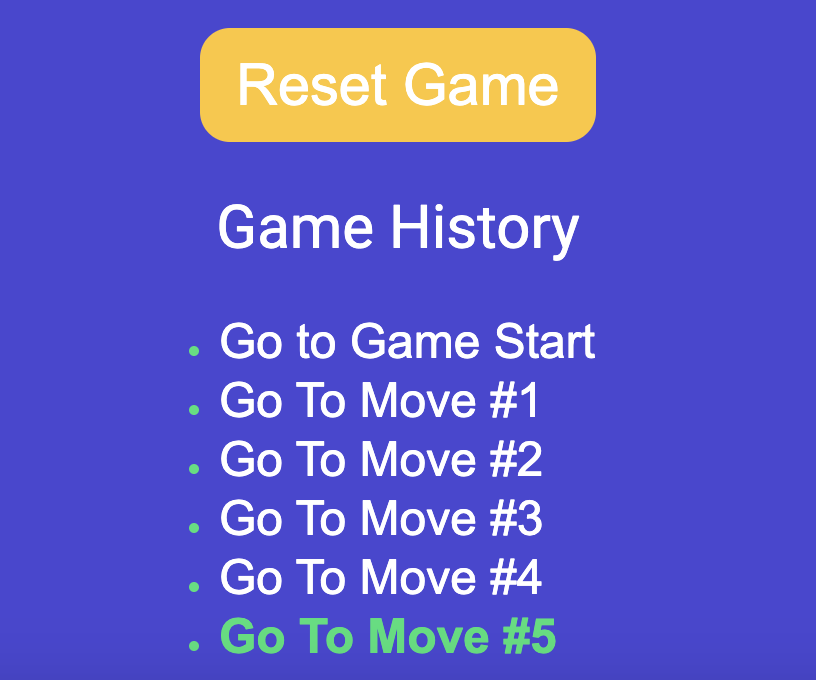 Reset Game
Game History
Go to Game Start
Go To Move #1
Go To Move #2
Go To Move #3
Go To Move #4
Go To Move #5